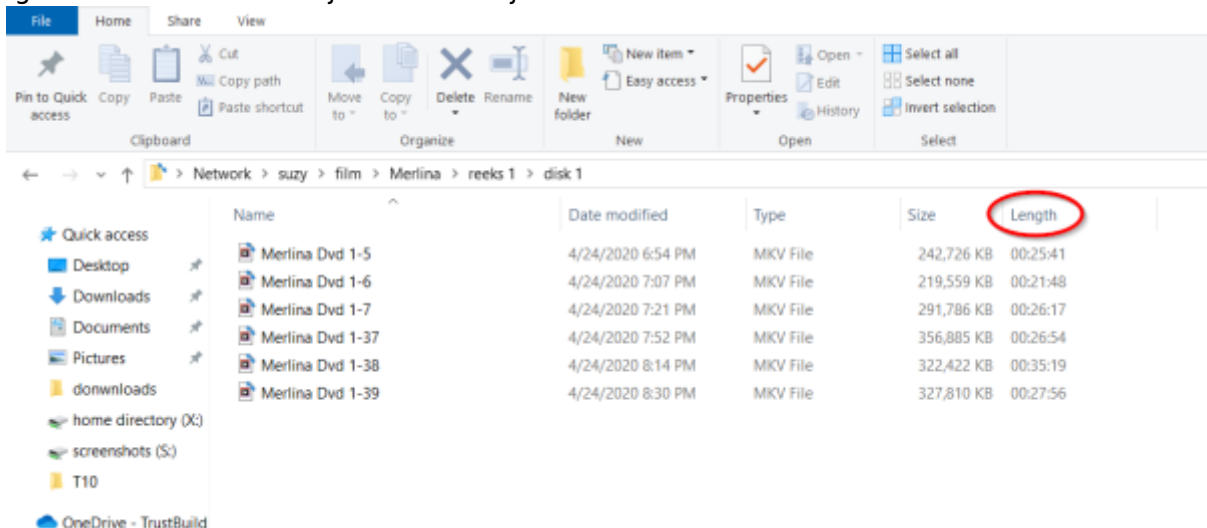 File Home Share View
Pin to Quick access
Copy
Paste
Cut
Copy path
Paste shortcut
Clipboard
Move to
Copy to
Delete
Rename
Organize
New folder
New item
Easy access
New
Properties
Open
Edit
History
Open
Select all
Select none
Invert selection
Select
Network > suzy > film > Merlina > reeks 1 > disk 1
Name Date modified Type Size Length
Quick access
Desktop
Downloads
Documents
Pictures
donwnloads
home directory (X:)
screenshots (S:)
T10
OneDrive - TrustBuild
Merlina Dvd 1-5 4/24/2020 6:54 PM MKV File 242,726 KB 00:25:41
Merlina Dvd 1-6 4/24/2020 7:07 PM MKV File 219,559 KB 00:21:48
Merlina Dvd 1-7 4/24/2020 7:21 PM MKV File 291,786 KB 00:26:17
Merlina Dvd 1-37 4/24/2020 7:52 PM MKV File 356,885 KB 00:26:54
Merlina Dvd 1-38 4/24/2020 8:14 PM MKV File 322,422 KB 00:35:19
Merlina Dvd 1-39 4/24/2020 8:30 PM MKV File 327,810 KB 00:27:56